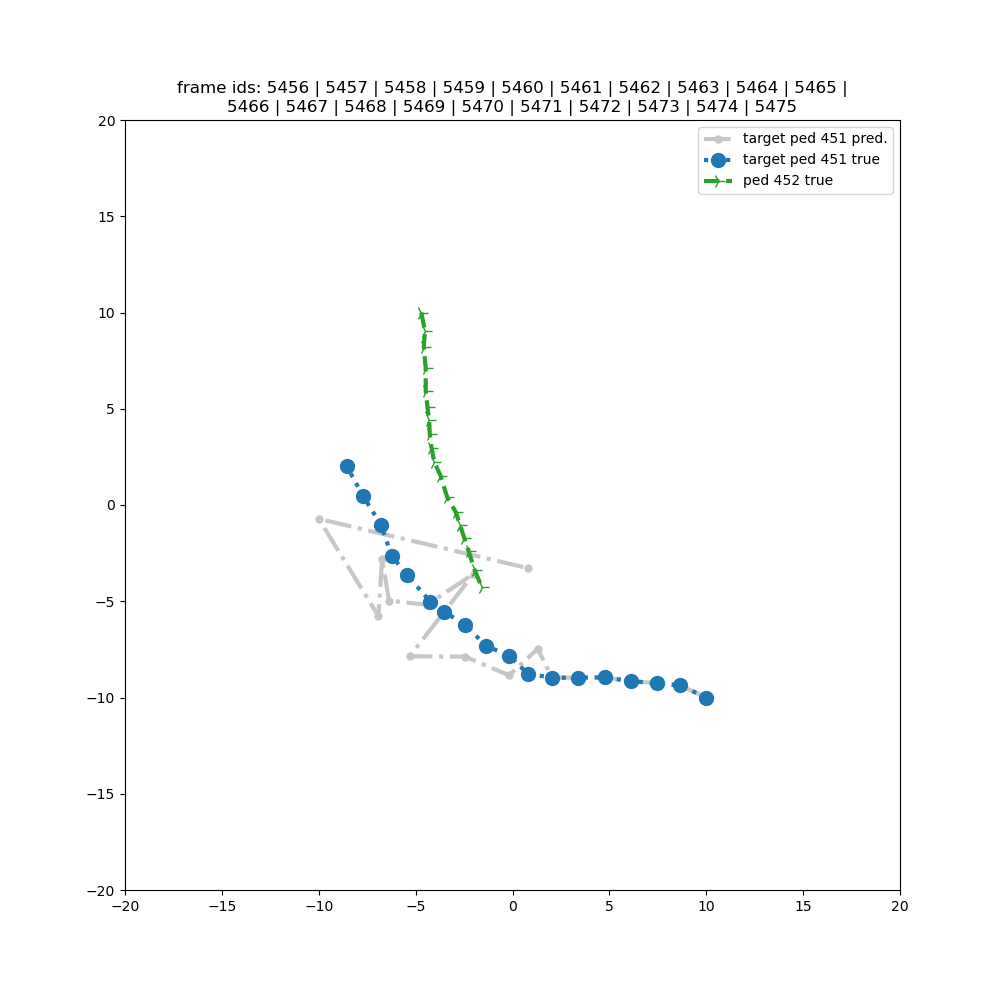 frame ids: 5456 | 5457 | 5458 | 5459 | 5460 | 5461 | 5462 | 5463 | 5464 | 5465 |
5466 | 5467 | 5468 | 5469 | 5470 | 5471 | 5472 | 5473 | 5474 | 5475
target ped 451 pred.
target ped 451 true
ped 452 true
20
15
10
5
0
−5
−10
−15
−20
−20 −15 −10 −5 0 5 10 15 20